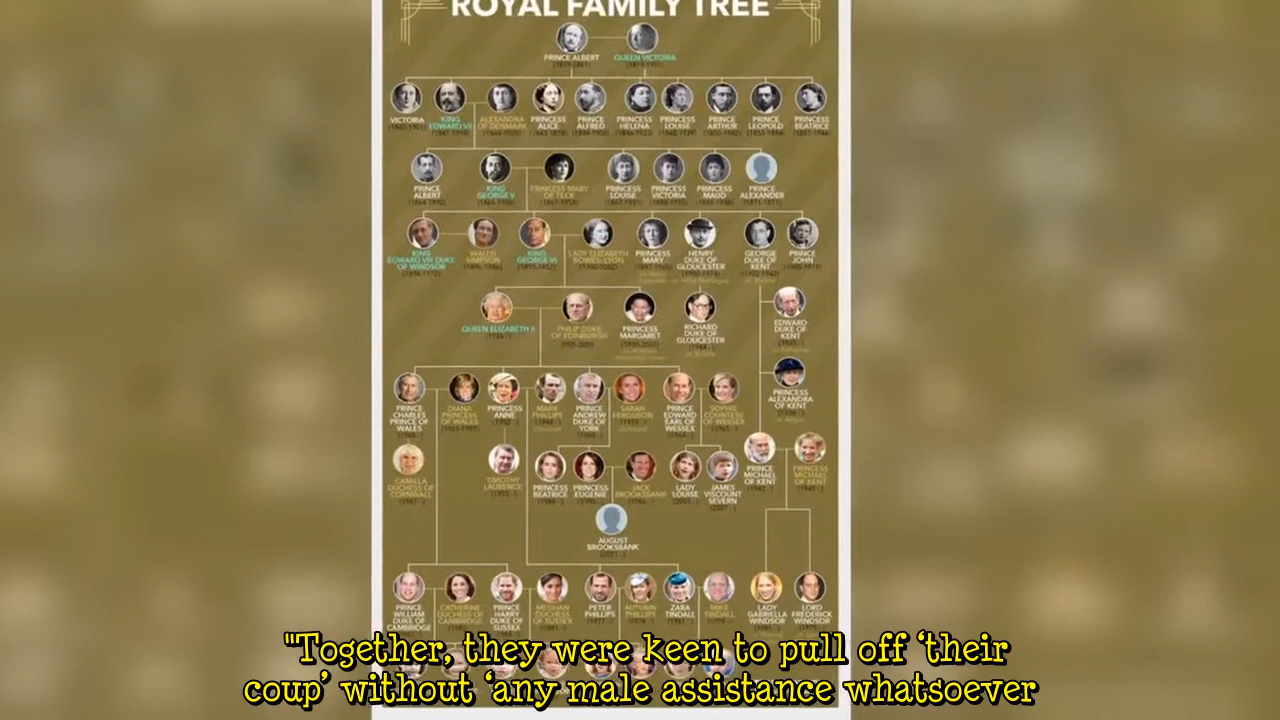 ROYAL FAMILY TREE
PRINCE ALBERT
QUEEN VICTORIA
VICTORIA
KING
EDWARD VII
ALEXANDRA
OF DENMARK
PRINCESS
ALICE
PRINCE
ALFRED
PRINCESS
HELENA
PRINCESS
LOUISE
PRINCE
ARTHUR
PRINCE
LEOPOLD
PRINCESS
BEATRICE
PRINCE
ALBERT
KING
GEORGE V
PRINCESS MARY
OF TECK
PRINCESS
LOUISE
PRINCESS
VICTORIA
PRINCESS
MAUD
PRINCE
ALEXANDER
KING
EDWARD VIII DUKE
OF WINDSOR
WALLIS
SIMPSON
KING
GEORGE VI
LADY ELIZABETH
BOWES-LYON
PRINCESS
MARY
HENRY
DUKE OF
GLOUCESTER
GEORGE
DUKE OF
KENT
PRINCE
JOHN
QUEEN ELIZABETH II
PHILIP DUKE
OF EDINBURGH
PRINCESS
MARGARET
RICHARD
DUKE OF
GLOUCESTER
EDWARD
DUKE OF
KENT
PRINCESS
ALEXANDRA
OF KENT
PRINCE
CHARLES
PRINCE OF
WALES
DIANA
PRINCESS
OF WALES
PRINCESS
ANNE
MARK
PHILLIPS
PRINCE
ANDREW
DUKE OF
YORK
SARAH
FERGUSON
PRINCE
EDWARD
EARL OF
WESSEX
SOPHIE
COUNTESS
OF WESSEX
CAMILLA
DUCHESS OF
CORNWALL
TIMOTHY
LAURENCE
PRINCESS
BEATRICE
PRINCESS
EUGENIE
JACK
BROOKSBANK
LADY
LOUISE
JAMES
VISCOUNT
SEVERN
PRINCE
MICHAEL
OF KENT
PRINCESS
MICHAEL
OF KENT
AUGUST
BROOKSBANK
PRINCE
WILLIAM
DUKE OF
CAMBRIDGE
CATHERINE
DUCHESS OF
CAMBRIDGE
PRINCE
HARRY
DUKE OF
SUSSEX
MEGHAN
DUCHESS OF
SUSSEX
PETER
PHILLIPS
AUTUMN
PHILLIPS
ZARA
TINDALL
MIKE
TINDALL
LADY
GABRIELLA
WINDSOR
LORD
FREDERICK
WINDSOR
"Together, they were keen to pull off ‘their
coup’ without ‘any male assistance whatsoever